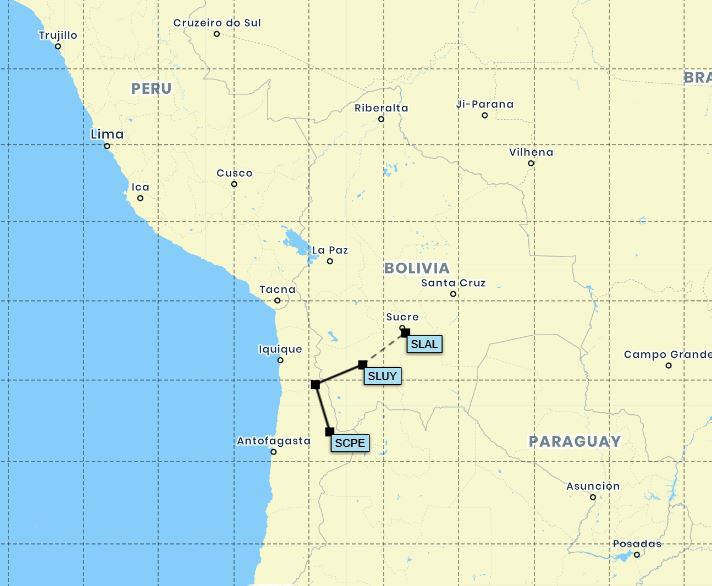 Cruzeiro do Sul
Trujillo
BRA
PERU
Riberalta
Ji-Parana
Lima
Vilhena
Cusco
Ica
La Paz
BOLIVIA
Santa Cruz
Tacna
Sucre
SLAL
Iquique
Campo Grande
SLUY
Antofagasta
SCPE
PARAGUAY
Asunción
Posadas